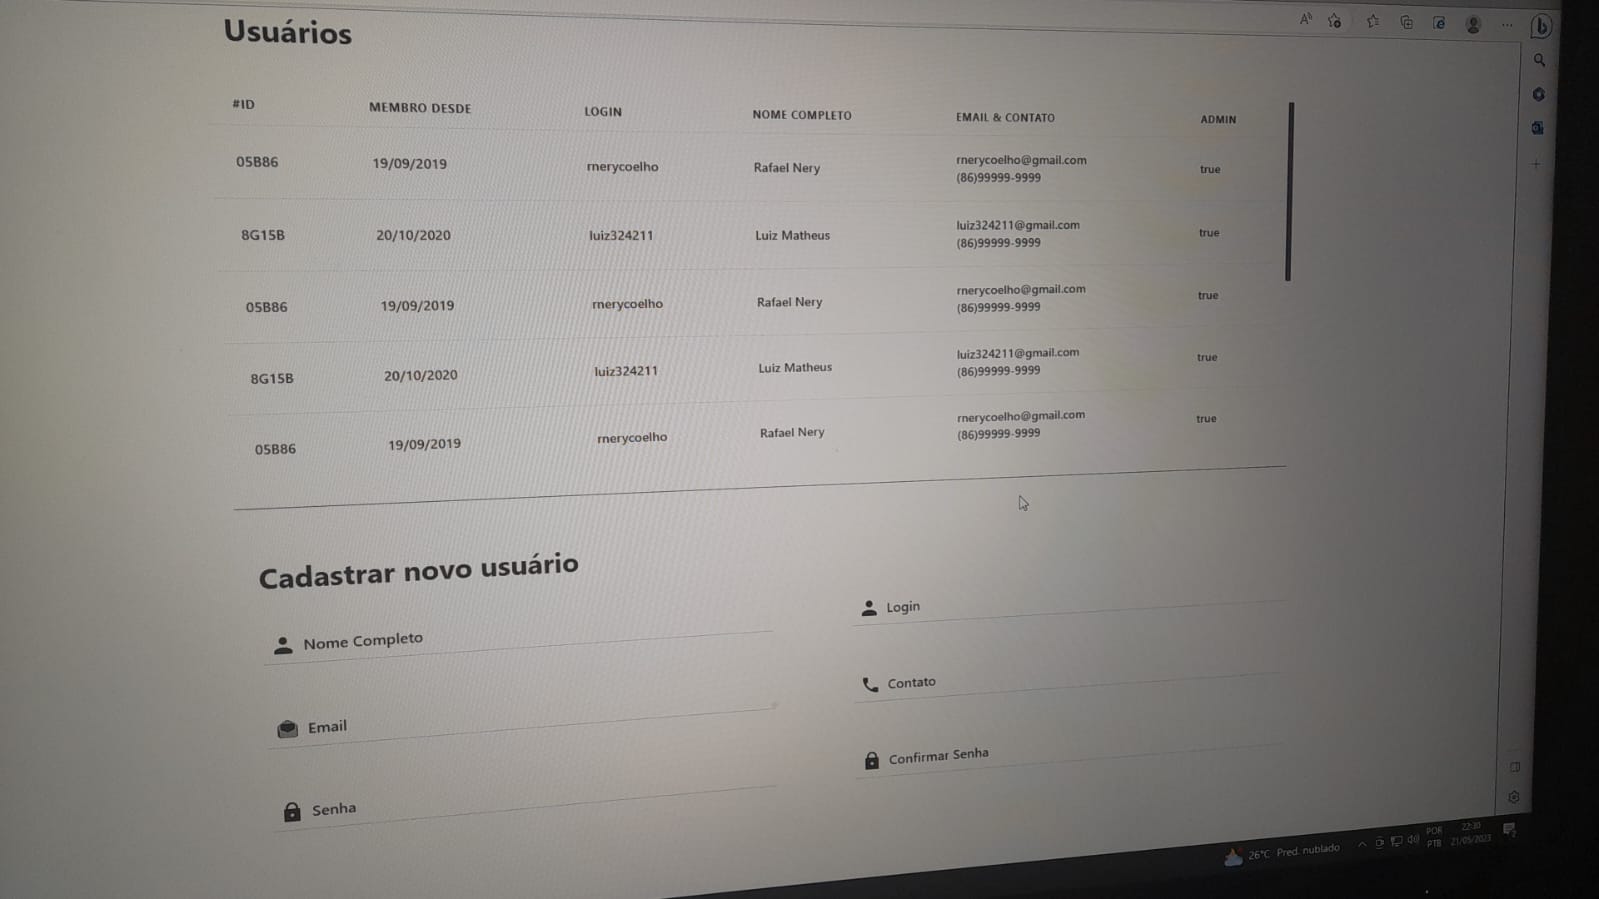 Usuários
#ID MEMBRO DESDE LOGIN NOME COMPLETO EMAIL & CONTATO ADMIN
05B86 19/09/2019 rnerycoelho Rafael Nery rnerycoelho@gmail.com true
(86)99999-9999
8G15B 20/10/2020 luiz324211 Luiz Matheus luiz324211@gmail.com true
(86)99999-9999
05B86 19/09/2019 rnerycoelho Rafael Nery rnerycoelho@gmail.com true
(86)99999-9999
8G15B 20/10/2020 luiz324211 Luiz Matheus luiz324211@gmail.com true
(86)99999-9999
05B86 19/09/2019 rnerycoelho Rafael Nery rnerycoelho@gmail.com true
(86)99999-9999
Cadastrar novo usuário
Nome Completo
Login
Email
Contato
Senha
Confirmar Senha
26°C Pred. nublado
POR
PTB
22:30
21/05/2023